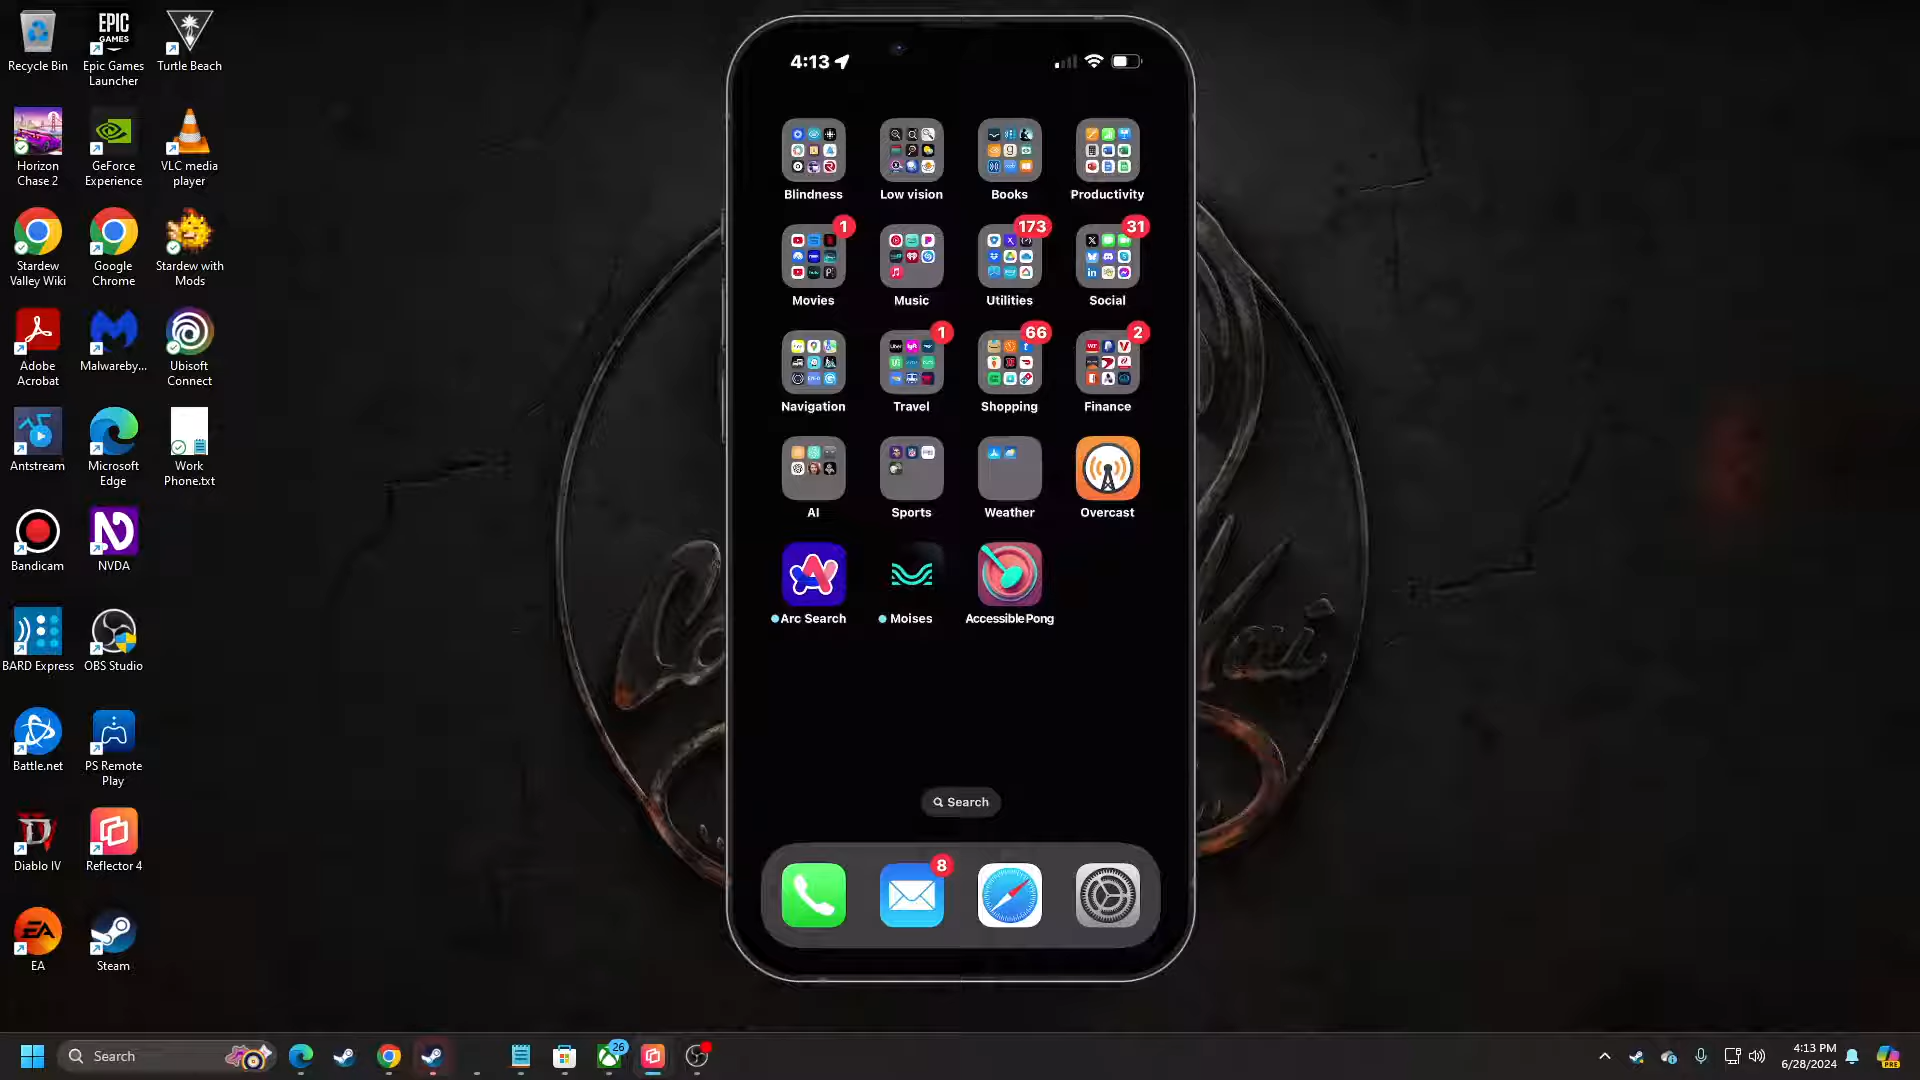 Recycle Bin
EPIC
GAMES
Epic Games
Launcher
Turtle Beach
Horizon
Chase 2
GeForce
Experience
VLC media
player
Stardew
Valley Wiki
Google
Chrome
Stardew with
Mods
Adobe
Acrobat
Malwareby...
Ubisoft
Connect
Antstream
Microsoft
Edge
Work
Phone.txt
Bandicam
NVDA
BARD Express
OBS Studio
Battle.net
PS Remote
Play
Diablo IV
Reflector 4
EA
EA
Steam
4:13
Blindness
Low vision
Books
Productivity
1
173
31
Movies
Music
Utilities
Social
1
66
2
Navigation
Travel
Shopping
Finance
AI
Sports
Weather
Overcast
Arc Search
Moises
Accessible Pong
Search
8
Search
26
4:13 PM
6/28/2024
PRE